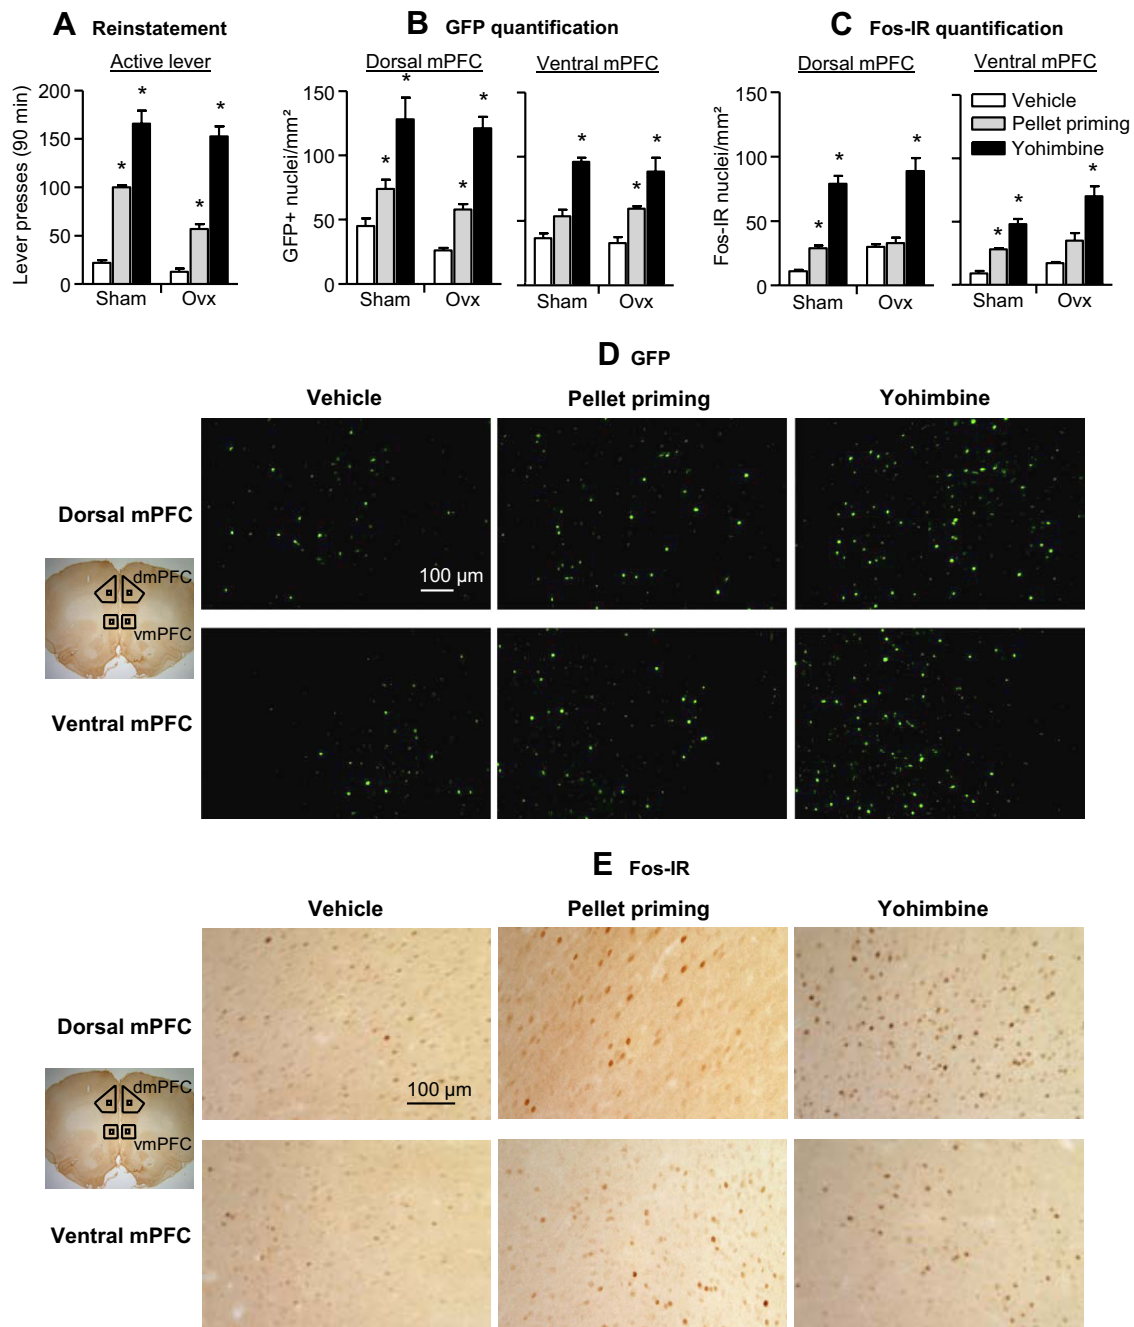 A Reinstatement
Active lever
Lever presses (90 min)
200
150
100
50
0
* * * *
Sham Ovx
B GFP quantification
Dorsal mPFC
GFP+ nuclei/mm²
150
100
50
0
* * * *
Sham Ovx
Ventral mPFC
* * *
Sham Ovx
C Fos-IR quantification
Dorsal mPFC
Fos-IR nuclei/mm²
150
100
50
0
* * *
Sham Ovx
Ventral mPFC
Vehicle
Pellet priming
Yohimbine
* * *
Sham Ovx
D GFP
Vehicle Pellet priming Yohimbine
Dorsal mPFC
100 µm
dmPFC
vmPFC
Ventral mPFC
E Fos-IR
Vehicle Pellet priming Yohimbine
Dorsal mPFC
100 µm
dmPFC
vmPFC
Ventral mPFC